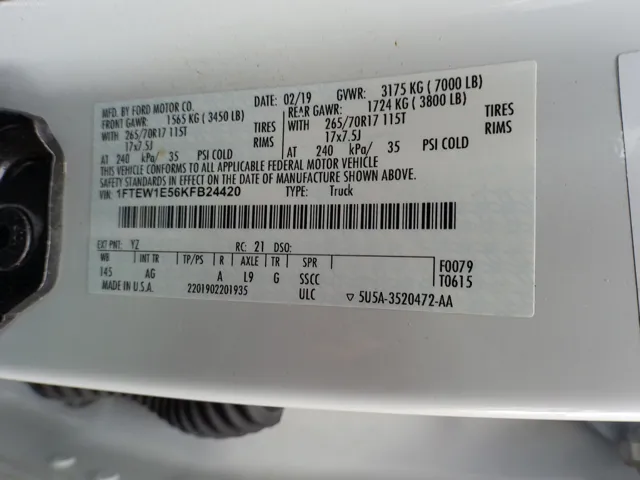 MFD. BY FORD MOTOR CO. DATE: 02/19 GVWR: 3175 KG ( 7000 LB)
FRONT GAWR: 1565 KG ( 3450 LB) REAR GAWR: 1724 KG ( 3800 LB)
WITH 265/70R17 115T TIRES WITH 265/70R17 115T TIRES
17x7.5J RIMS 17x7.5J RIMS
AT 240 kPa/ 35 PSI COLD AT 240 kPa/ 35 PSI COLD
THIS VEHICLE CONFORMS TO ALL APPLICABLE FEDERAL MOTOR VEHICLE
SAFETY STANDARDS IN EFFECT ON THE DATE OF MANUFACTURE SHOWN ABOVE.
VIN: 1FTEW1E56KFB24420 TYPE: Truck
EXT PNT: YZ RC: 21 DSO:
WB INT TR TP/PS R AXLE TR SPR F0079
145 AG A L9 G SSCC T0615
MADE IN U.S.A. 2201902201935 ULC ▽ 5U5A-3520472-AA